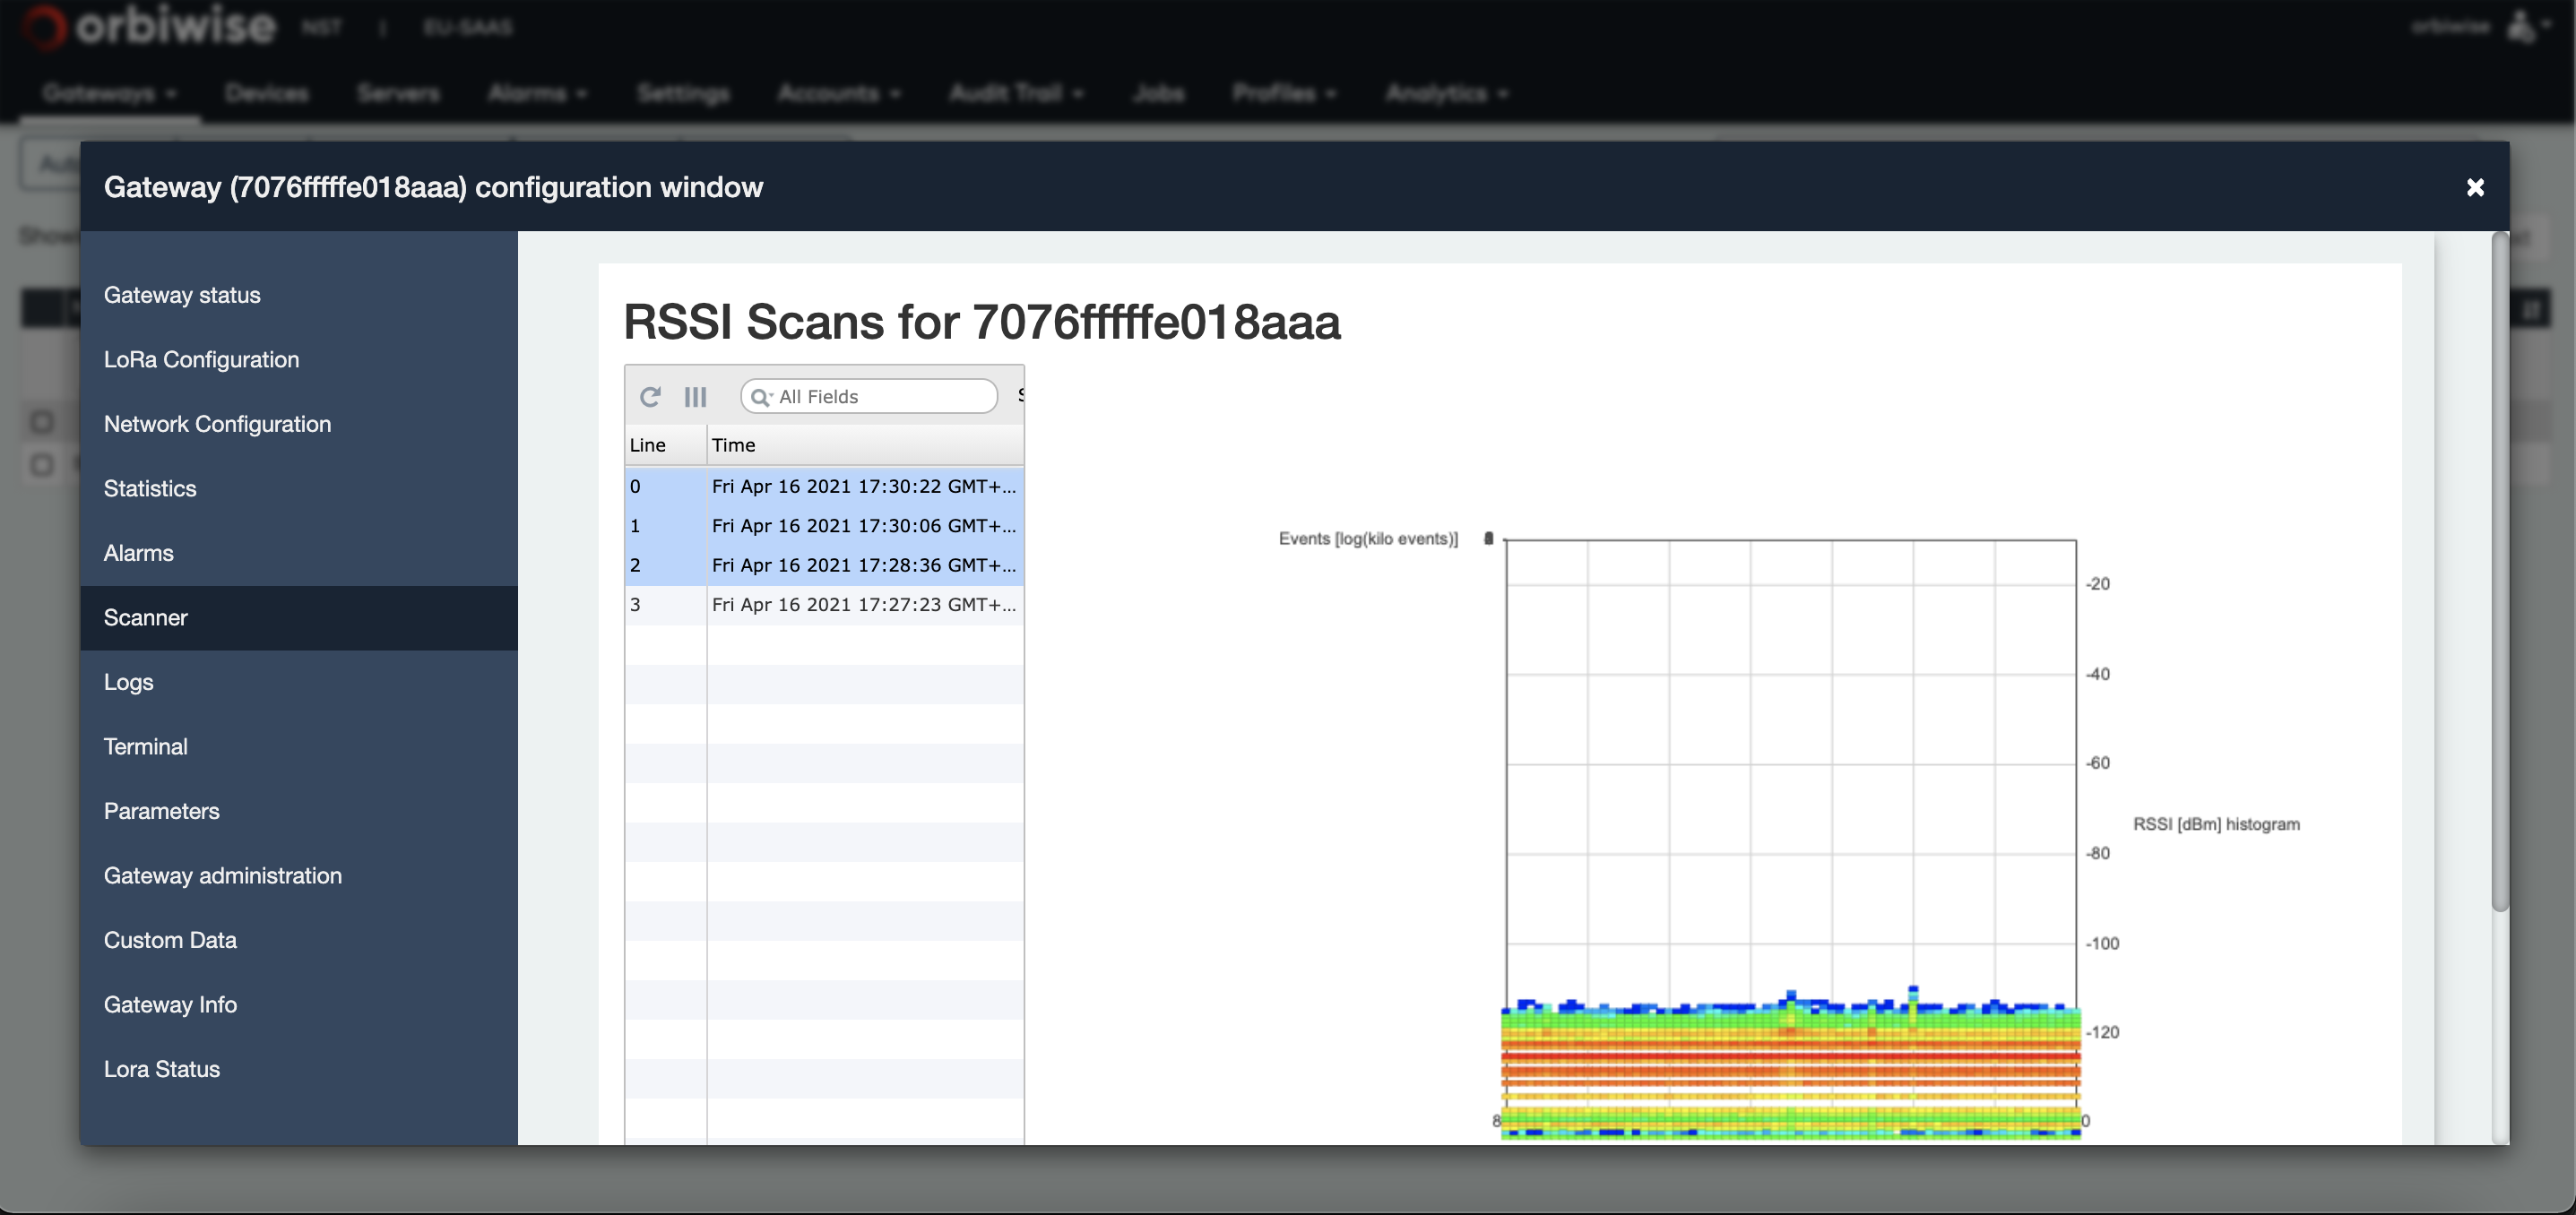 orbiwise NST | EU-SAAS orbiwise
Gateways Devices Servers Alarms Settings Accounts Audit Trail Jobs Profiles Analytics
Gateway (7076fffffe018aaa) configuration window
Gateway status
LoRa Configuration
Network Configuration
Statistics
Alarms
Scanner
Logs
Terminal
Parameters
Gateway administration
Custom Data
Gateway Info
Lora Status
RSSI Scans for 7076fffffe018aaa
All Fields
Line Time
0 Fri Apr 16 2021 17:30:22 GMT+...
1 Fri Apr 16 2021 17:30:06 GMT+...
2 Fri Apr 16 2021 17:28:36 GMT+...
3 Fri Apr 16 2021 17:27:23 GMT+...
Events [log(kilo events)]
-20
-40
-60
-80
-100
-120
RSSI [dBm] histogram
8
0